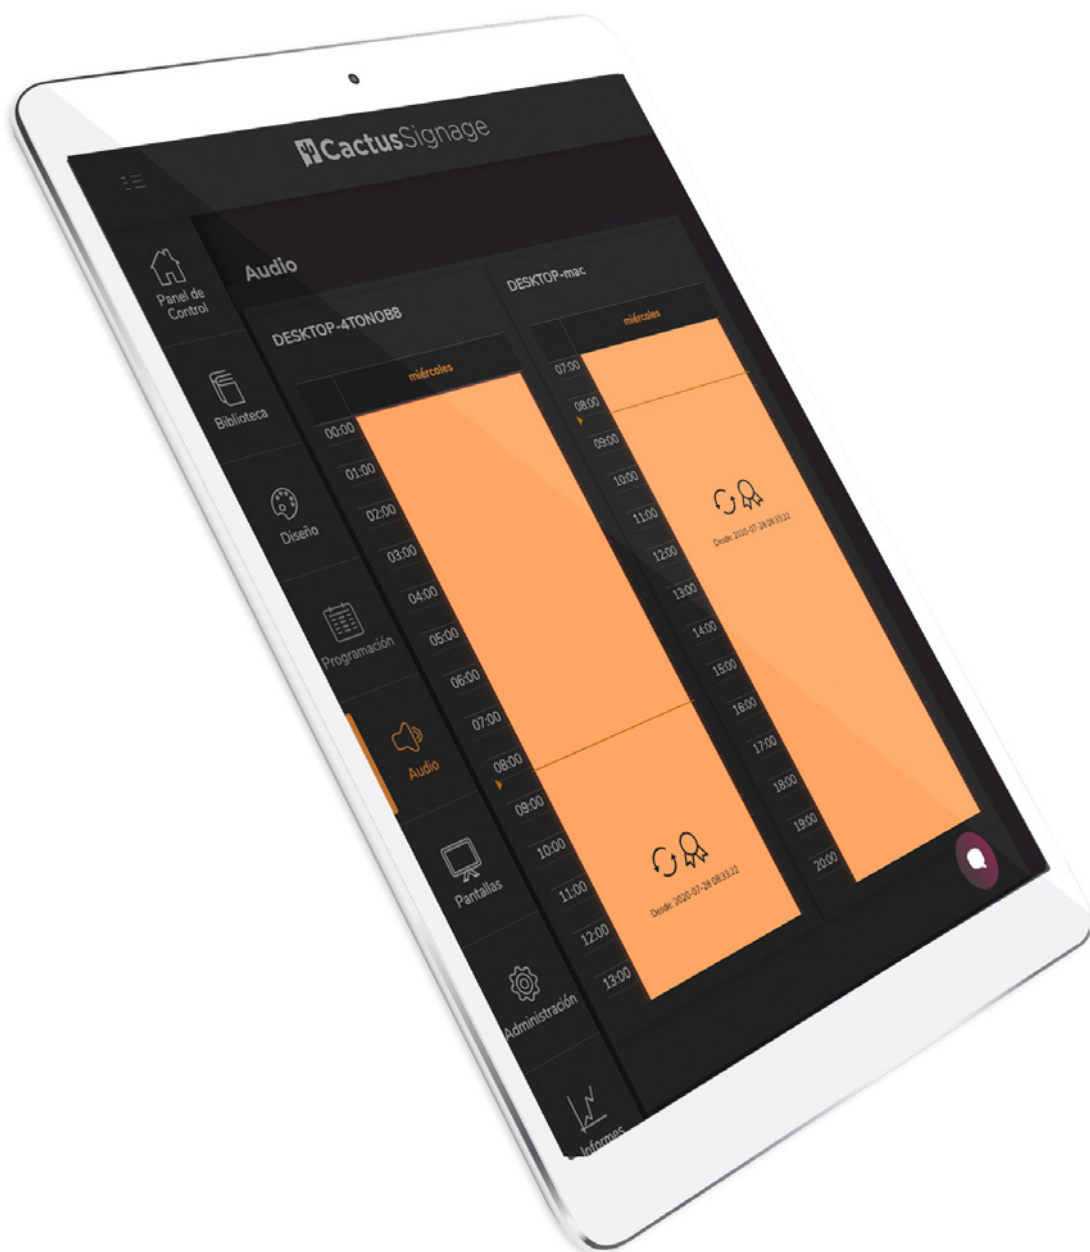 CactusSignage
Panel de
Control
Biblioteca
Diseño
Programación
Audio
Pantallas
Administración
Informes
Audio
DESKTOP-4TONOBB
miércoles
00:00
01:00
02:00
03:00
04:00
05:00
06:00
07:00
08:00
09:00
10:00
11:00
12:00
13:00
Desde: 2020-07-28 08:33:22
DESKTOP-mac
miércoles
07:00
08:00
09:00
10:00
11:00
12:00
13:00
14:00
15:00
16:00
17:00
18:00
19:00
20:00
Desde: 2020-07-28 08:33:22